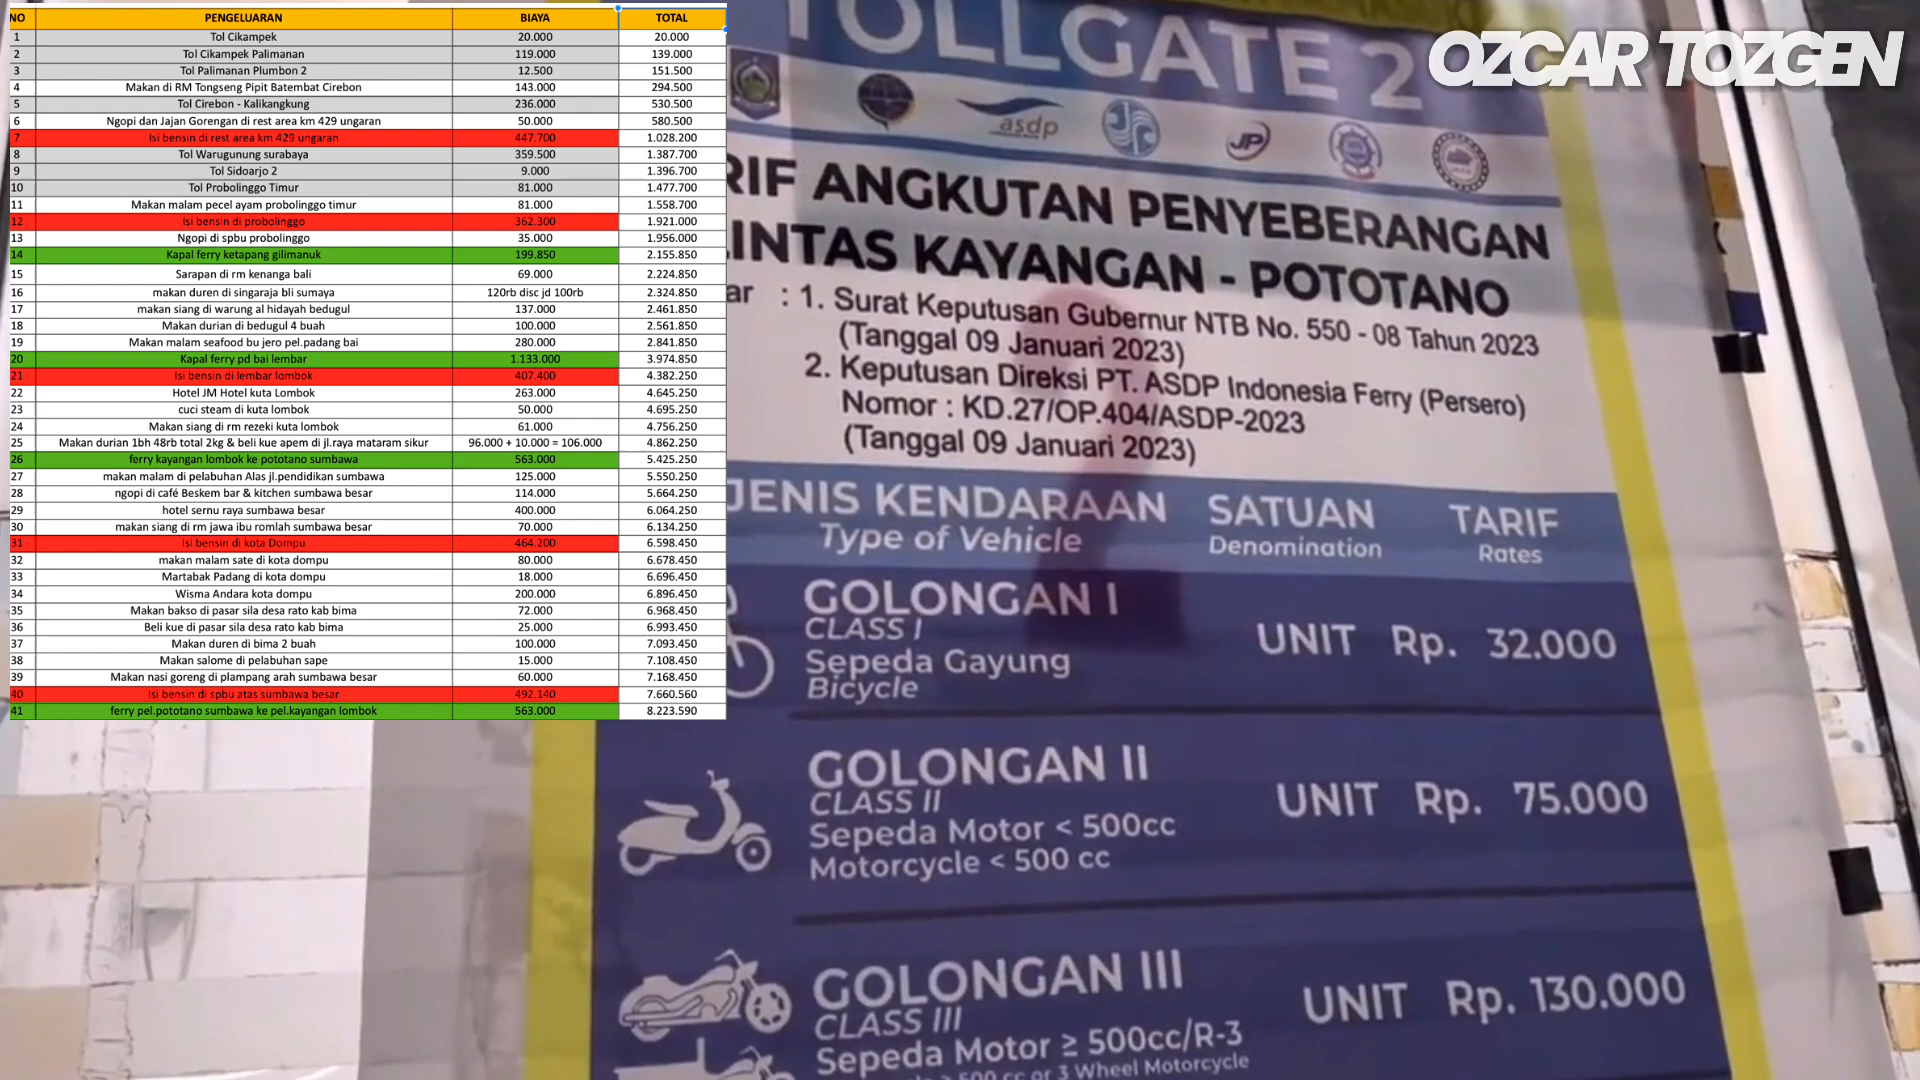 NO PENGELUARAN BIAYA TOTAL
1 Tol Cikampek 20.000 20.000
2 Tol Cikampek Palimanan 119.000 139.000
3 Tol Palimanan Plumbon 2 12.500 151.500
4 Makan di RM Tongseng Pipit Batembat Cirebon 143.000 294.500
5 Tol Cirebon - Kalikangkung 236.000 530.500
6 Ngopi dan Jajan Gorengan di rest area km 429 ungaran 50.000 580.500
7 Isi bensin di rest area km 429 ungaran 447.700 1.028.200
8 Tol Warugunung surabaya 359.500 1.387.700
9 Tol Sidoarjo 2 9.000 1.396.700
10 Tol Probolinggo Timur 81.000 1.477.700
11 Makan malam pecel ayam probolinggo timur 81.000 1.558.700
12 Isi bensin di probolinggo 362.300 1.921.000
13 Ngopi di spbu probolinggo 35.000 1.956.000
14 Kapal ferry ketapang gilimanuk 199.850 2.155.850
15 Sarapan di rm kenanga bali 69.000 2.224.850
16 makan duren di singaraja bli sumaya 120rb disc jd 100rb 2.324.850
17 makan siang di warung al hidayah bedugul 137.000 2.461.850
18 Makan durian di bedugul 4 buah 100.000 2.561.850
19 Makan malam seafood bu jero pel.padang bai 280.000 2.841.850
20 Kapal ferry pd bai lembar 1.133.000 3.974.850
21 Isi bensin di lembar lombok 407.400 4.382.250
22 Hotel JM Hotel kuta Lombok 263.000 4.645.250
23 cuci steam di kuta lombok 50.000 4.695.250
24 Makan siang di rm rezeki kuta lombok 61.000 4.756.250
25 Makan durian 1bh 48rb total 2kg & beli kue apem di jl.raya mataram sikur 96.000 + 10.000 = 106.000 4.862.250
26 ferry kayangan lombok ke pototano sumbawa 563.000 5.425.250
27 makan malam di pelabuhan Alas jl.pendidikan sumbawa 125.000 5.550.250
28 ngopi di café Beskem bar & kitchen sumbawa besar 114.000 5.664.250
29 hotel sernu raya sumbawa besar 400.000 6.064.250
30 makan siang di rm jawa ibu romlah sumbawa besar 70.000 6.134.250
31 Isi bensin di kota Dompu 464.200 6.598.450
32 makan malam sate di kota dompu 80.000 6.678.450
33 Martabak Padang di kota dompu 18.000 6.696.450
34 Wisma Andara kota dompu 200.000 6.896.450
35 Makan bakso di pasar sila desa rato kab bima 72.000 6.968.450
36 Beli kue di pasar sila desa rato kab bima 25.000 6.993.450
37 Makan duren di bima 2 buah 100.000 7.093.450
38 Makan salome di pelabuhan sape 15.000 7.108.450
39 Makan nasi goreng di plampang arah sumbawa besar 60.000 7.168.450
40 Isi bensin di spbu atas sumbawa besar 492.140 7.660.560
41 ferry pel.pototano sumbawa ke pel.kayangan lombok 563.000 8.223.590
OZCAR TOZGEN
TOLLGATE 2
asdp JP
RIF ANGKUTAN PENYEBERANGAN
INTAS KAYANGAN - POTOTANO
ar : 1. Surat Keputusan Gubernur NTB No. 550 - 08 Tahun 2023
(Tanggal 09 Januari 2023)
2. Keputusan Direksi PT. ASDP Indonesia Ferry (Persero)
Nomor : KD.27/OP.404/ASDP-2023
(Tanggal 09 Januari 2023)
JENIS KENDARAAN SATUAN TARIF
Type of Vehicle Denomination Rates
GOLONGAN I
CLASS I
Sepeda Gayung
Bicycle
UNIT Rp. 32.000
GOLONGAN II
CLASS II
Sepeda Motor < 500cc
Motorcycle < 500 cc
UNIT Rp. 75.000
GOLONGAN III
CLASS III
Sepeda Motor ≥ 500cc/R-3
≥ 500 cc or 3 Wheel Motorcycle
UNIT Rp. 130.000